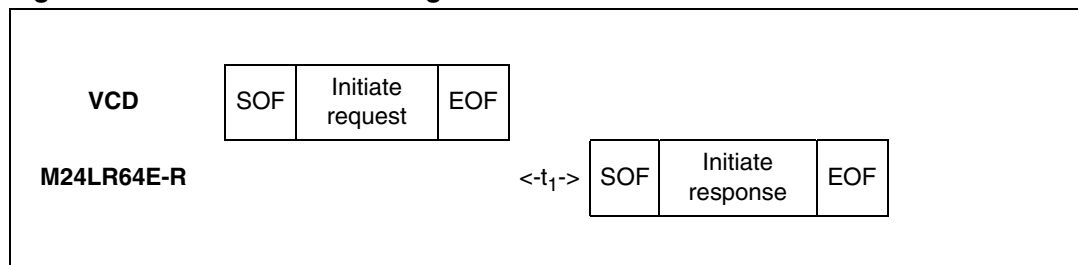 VCD SOF Initiate request EOF
M24LR64E-R <-t₁-> SOF Initiate response EOF